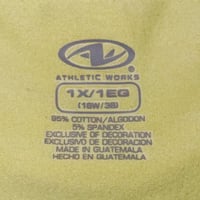 ATHLETIC WORKS
1X/1EG
(16W/36)
95% COTTON/ALGODON
5% SPANDEX
EXCLUSIVE OF DECORATION
EXCLUSIVO DE DECORACION
MADE IN GUATEMALA
HECHO EN GUATEMALA